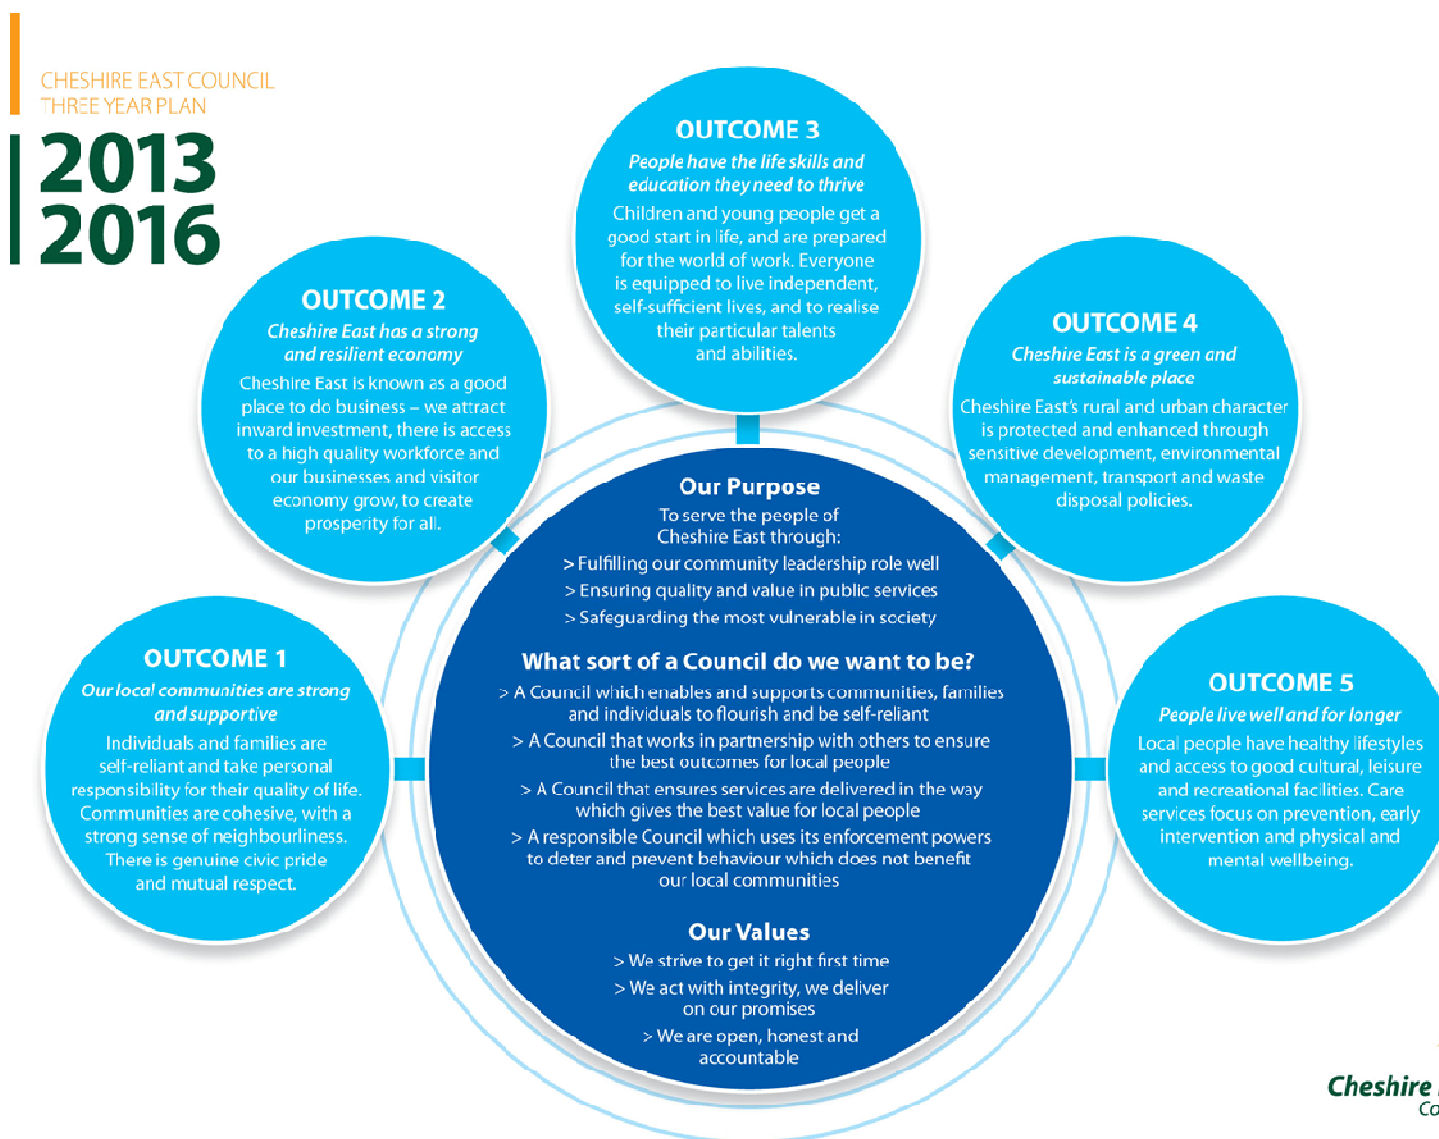 CHESHIRE EAST COUNCIL
THREE YEAR PLAN
2013
2016
OUTCOME 1
Our local communities are strong
and supportive
Individuals and families are
self-reliant and take personal
responsibility for their quality of life.
Communities are cohesive, with a
strong sense of neighbourliness.
There is genuine civic pride
and mutual respect.
OUTCOME 2
Cheshire East has a strong
and resilient economy
Cheshire East is known as a good
place to do business – we attract
inward investment, there is access
to a high quality workforce and
our businesses and visitor
economy grow, to create
prosperity for all.
OUTCOME 3
People have the life skills and
education they need to thrive
Children and young people get a
good start in life, and are prepared
for the world of work. Everyone
is equipped to live independent,
self-sufficient lives, and to realise
their particular talents
and abilities.
OUTCOME 4
Cheshire East is a green and
sustainable place
Cheshire East's rural and urban character
is protected and enhanced through
sensitive development, environmental
management, transport and waste
disposal policies.
OUTCOME 5
People live well and for longer
Local people have healthy lifestyles
and access to good cultural, leisure
and recreational facilities. Care
services focus on prevention, early
intervention and physical and
mental wellbeing.
Our Purpose
To serve the people of
Cheshire East through:
> Fulfilling our community leadership role well
> Ensuring quality and value in public services
> Safeguarding the most vulnerable in society
What sort of a Council do we want to be?
> A Council which enables and supports communities, families
and individuals to flourish and be self-reliant
> A Council that works in partnership with others to ensure
the best outcomes for local people
> A Council that ensures services are delivered in the way
which gives the best value for local people
> A responsible Council which uses its enforcement powers
to deter and prevent behaviour which does not benefit
our local communities
Our Values
> We strive to get it right first time
> We act with integrity, we deliver
on our promises
> We are open, honest and
accountable
Cheshire